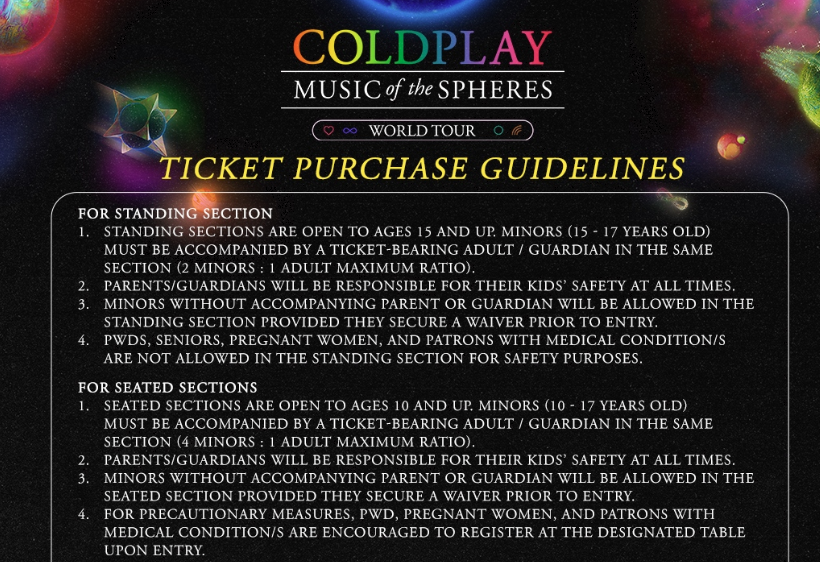 COLDPLAY
MUSIC of the SPHERES
WORLD TOUR
TICKET PURCHASE GUIDELINES
FOR STANDING SECTION
1. STANDING SECTIONS ARE OPEN TO AGES 15 AND UP. MINORS (15 - 17 YEARS OLD)
MUST BE ACCOMPANIED BY A TICKET-BEARING ADULT / GUARDIAN IN THE SAME
SECTION (2 MINORS : 1 ADULT MAXIMUM RATIO).
2. PARENTS/GUARDIANS WILL BE RESPONSIBLE FOR THEIR KIDS' SAFETY AT ALL TIMES.
3. MINORS WITHOUT ACCOMPANYING PARENT OR GUARDIAN WILL BE ALLOWED IN THE
STANDING SECTION PROVIDED THEY SECURE A WAIVER PRIOR TO ENTRY.
4. PWDS, SENIORS, PREGNANT WOMEN, AND PATRONS WITH MEDICAL CONDITION/S
ARE NOT ALLOWED IN THE STANDING SECTION FOR SAFETY PURPOSES.
FOR SEATED SECTIONS
1. SEATED SECTIONS ARE OPEN TO AGES 10 AND UP. MINORS (10 - 17 YEARS OLD)
MUST BE ACCOMPANIED BY A TICKET-BEARING ADULT / GUARDIAN IN THE SAME
SECTION (4 MINORS : 1 ADULT MAXIMUM RATIO).
2. PARENTS/GUARDIANS WILL BE RESPONSIBLE FOR THEIR KIDS' SAFETY AT ALL TIMES.
3. MINORS WITHOUT ACCOMPANYING PARENT OR GUARDIAN WILL BE ALLOWED IN THE
SEATED SECTION PROVIDED THEY SECURE A WAIVER PRIOR TO ENTRY.
4. FOR PRECAUTIONARY MEASURES, PWD, PREGNANT WOMEN, AND PATRONS WITH
MEDICAL CONDITION/S ARE ENCOURAGED TO REGISTER AT THE DESIGNATED TABLE
UPON ENTRY.